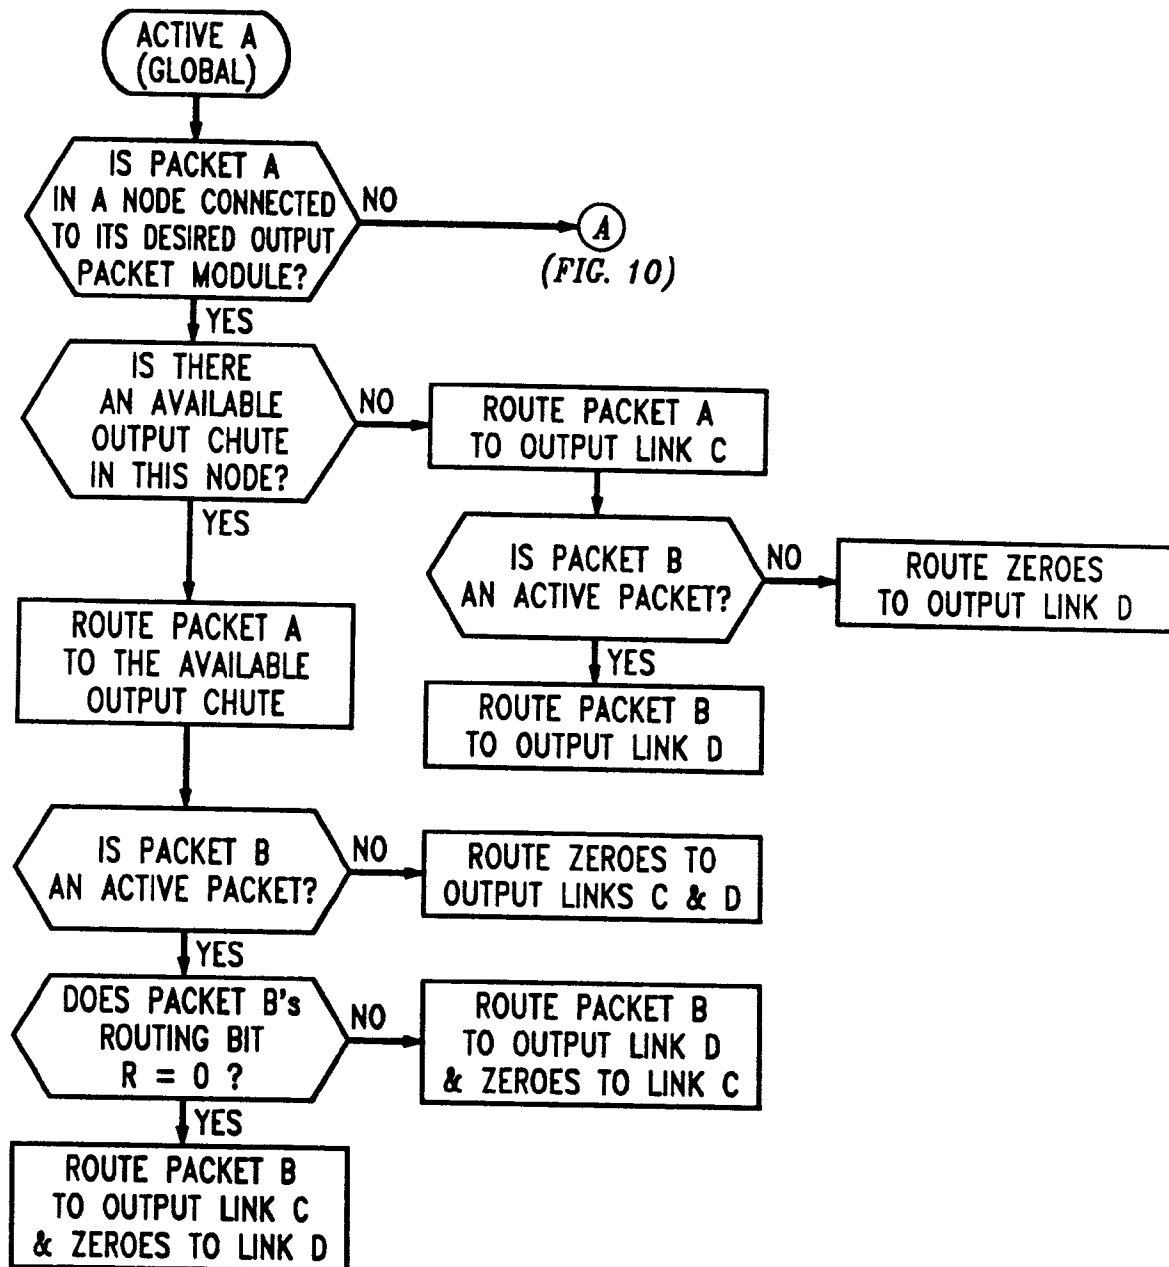 ACTIVE A
(GLOBAL)
IS PACKET A
IN A NODE CONNECTED
TO ITS DESIRED OUTPUT
PACKET MODULE?
NO
A
(FIG. 10)
YES
IS THERE
AN AVAILABLE
OUTPUT CHUTE
IN THIS NODE?
NO
ROUTE PACKET A
TO OUTPUT LINK C
YES
IS PACKET B
AN ACTIVE PACKET?
NO
ROUTE ZEROES
TO OUTPUT LINK D
YES
ROUTE PACKET B
TO OUTPUT LINK D
ROUTE PACKET A
TO THE AVAILABLE
OUTPUT CHUTE
IS PACKET B
AN ACTIVE PACKET?
NO
ROUTE ZEROES TO
OUTPUT LINKS C & D
YES
DOES PACKET B's
ROUTING BIT
R = 0 ?
NO
ROUTE PACKET B
TO OUTPUT LINK D
& ZEROES TO LINK C
YES
ROUTE PACKET B
TO OUTPUT LINK C
& ZEROES TO LINK D